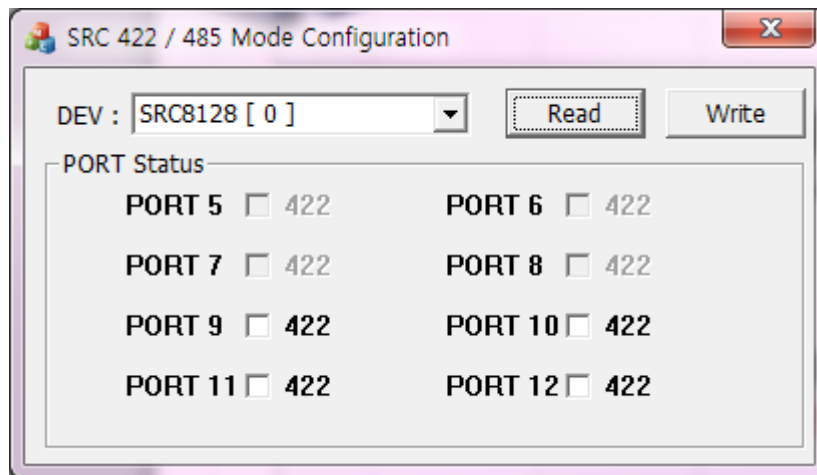 SRC 422 / 485 Mode Configuration
DEV : SRC8128 [ 0 ] Read Write
PORT Status
PORT 5 422 PORT 6 422
PORT 7 422 PORT 8 422
PORT 9 422 PORT 10 422
PORT 11 422 PORT 12 422